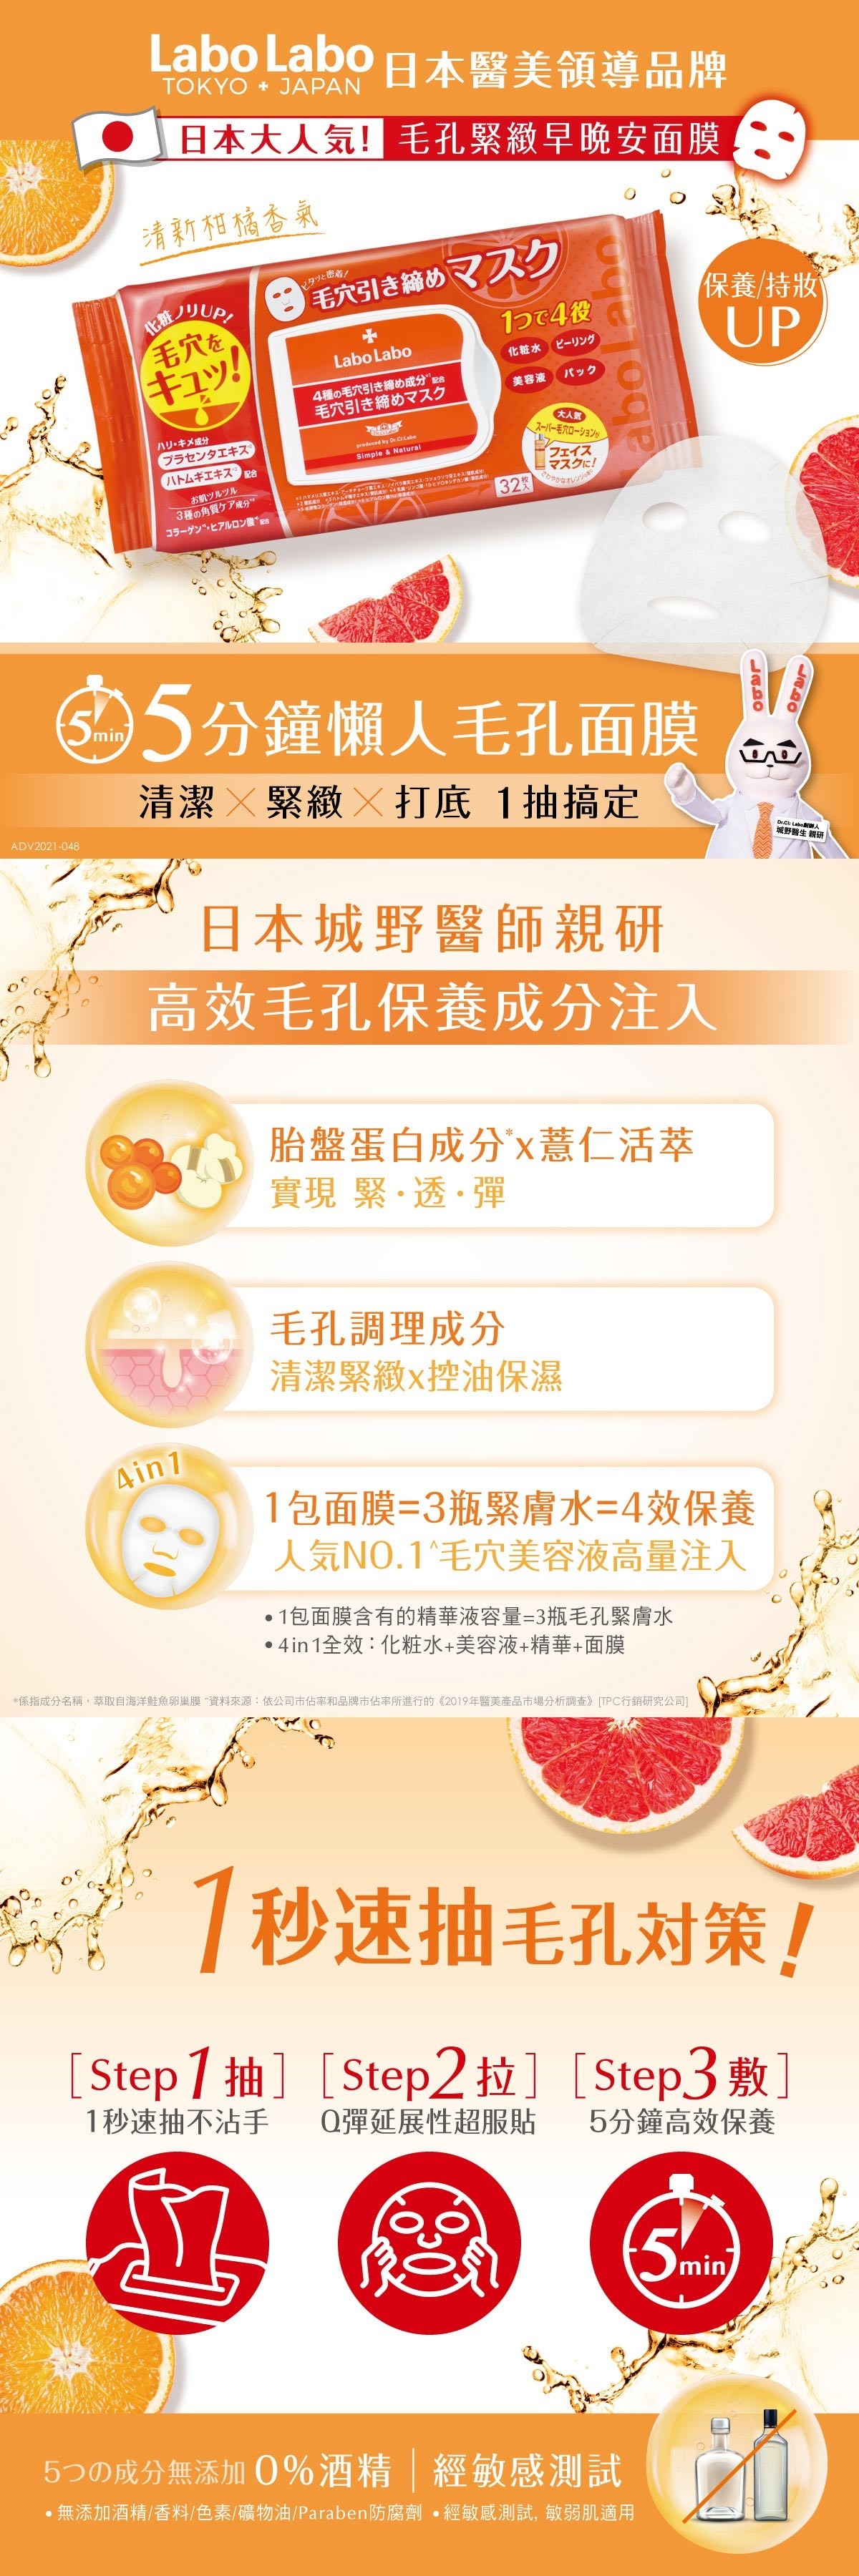 Labo Labo
TOKYO + JAPAN
日本醫美領導品牌
日本大人気! 毛孔緊緻早晚安面膜
清新柑橘香氣
保養/持妝
UP
ピタッと密着!
毛穴引き締めマスク
化粧ノリUP!
毛穴を
キュッ!
1つで4役
化粧水 ピーリング
美容液 パック
Labo Labo
4種の毛穴引き締め成分 配合
毛穴引き締めマスク
produced by Dr.Ci:Labo
Simple & Natural
ハリ・キメ成分
プラセンタエキス
ハトムギエキス 配合
お肌ツルツル
3種の角質ケア成分
コラーゲン・ヒアルロン酸 配合
大人気
スーパー毛穴ローションが
フェイス
マスクに!
32枚入
labo labo
5min
5分鐘懶人毛孔面膜
清潔×緊緻×打底 1抽搞定
Labo Labo
Dr.Ci: Labo創辦人
城野醫生 親研
ADV2021-048
日本城野醫師親研
高效毛孔保養成分注入
胎盤蛋白成分*x薏仁活萃
實現 緊·透·彈
毛孔調理成分
清潔緊緻x控油保濕
4in1
1包面膜=3瓶緊膚水=4效保養
人気NO.1^毛穴美容液高量注入
• 1包面膜含有的精華液容量=3瓶毛孔緊膚水
• 4in1全效：化粧水+美容液+精華+面膜
*係指成分名稱，萃取自海洋鮭魚卵巢膜 ^資料來源：依公司市佔率和品牌市佔率所進行的《2019年醫美產品市場分析調查》[TPC行銷研究公司]
1秒速抽毛孔対策!
[Step1抽] [Step2拉] [Step3敷]
1秒速抽不沾手 Q彈延展性超服貼 5分鐘高效保養
5min
5つの成分無添加 0%酒精 | 經敏感測試
• 無添加酒精/香料/色素/礦物油/Paraben防腐劑 • 經敏感測試, 敏弱肌適用